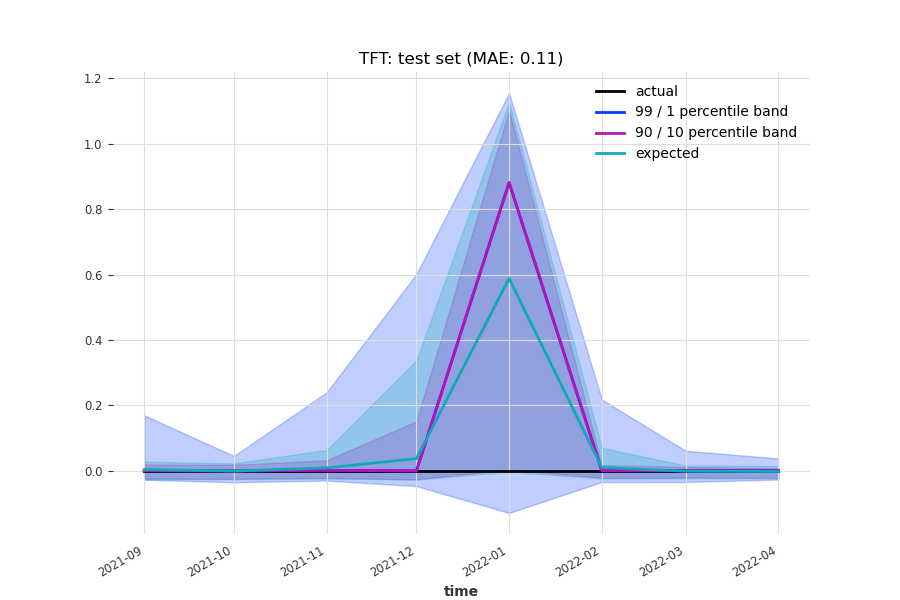 TFT: test set (MAE: 0.11)
actual
99 / 1 percentile band
90 / 10 percentile band
expected
1.2
1.0
0.8
0.6
0.4
0.2
0.0
2021-09
2021-10
2021-11
2021-12
2022-01
2022-02
2022-03
2022-04
time